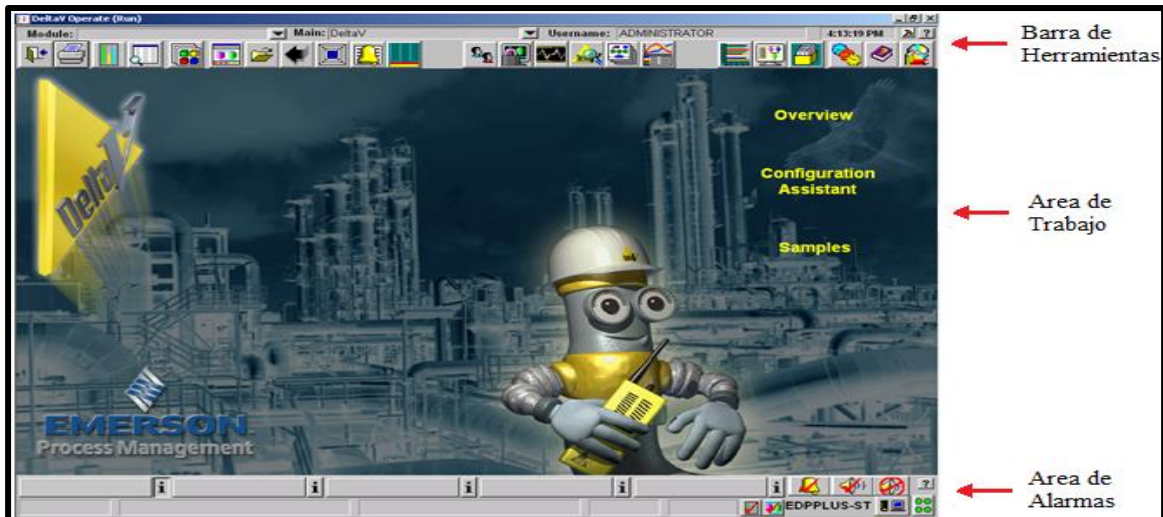 DeltaV Operate (Run)
Module: Main: DeltaV Username: ADMINISTRATOR 4:13:19 PM ?
Barra de
Herramientas
DeltaV
Overview
Configuration
Assistant
Area de
Trabajo
Samples
EMERSON
Process Management
i i i i i ?
Area de
Alarmas
EDPPLUS-ST